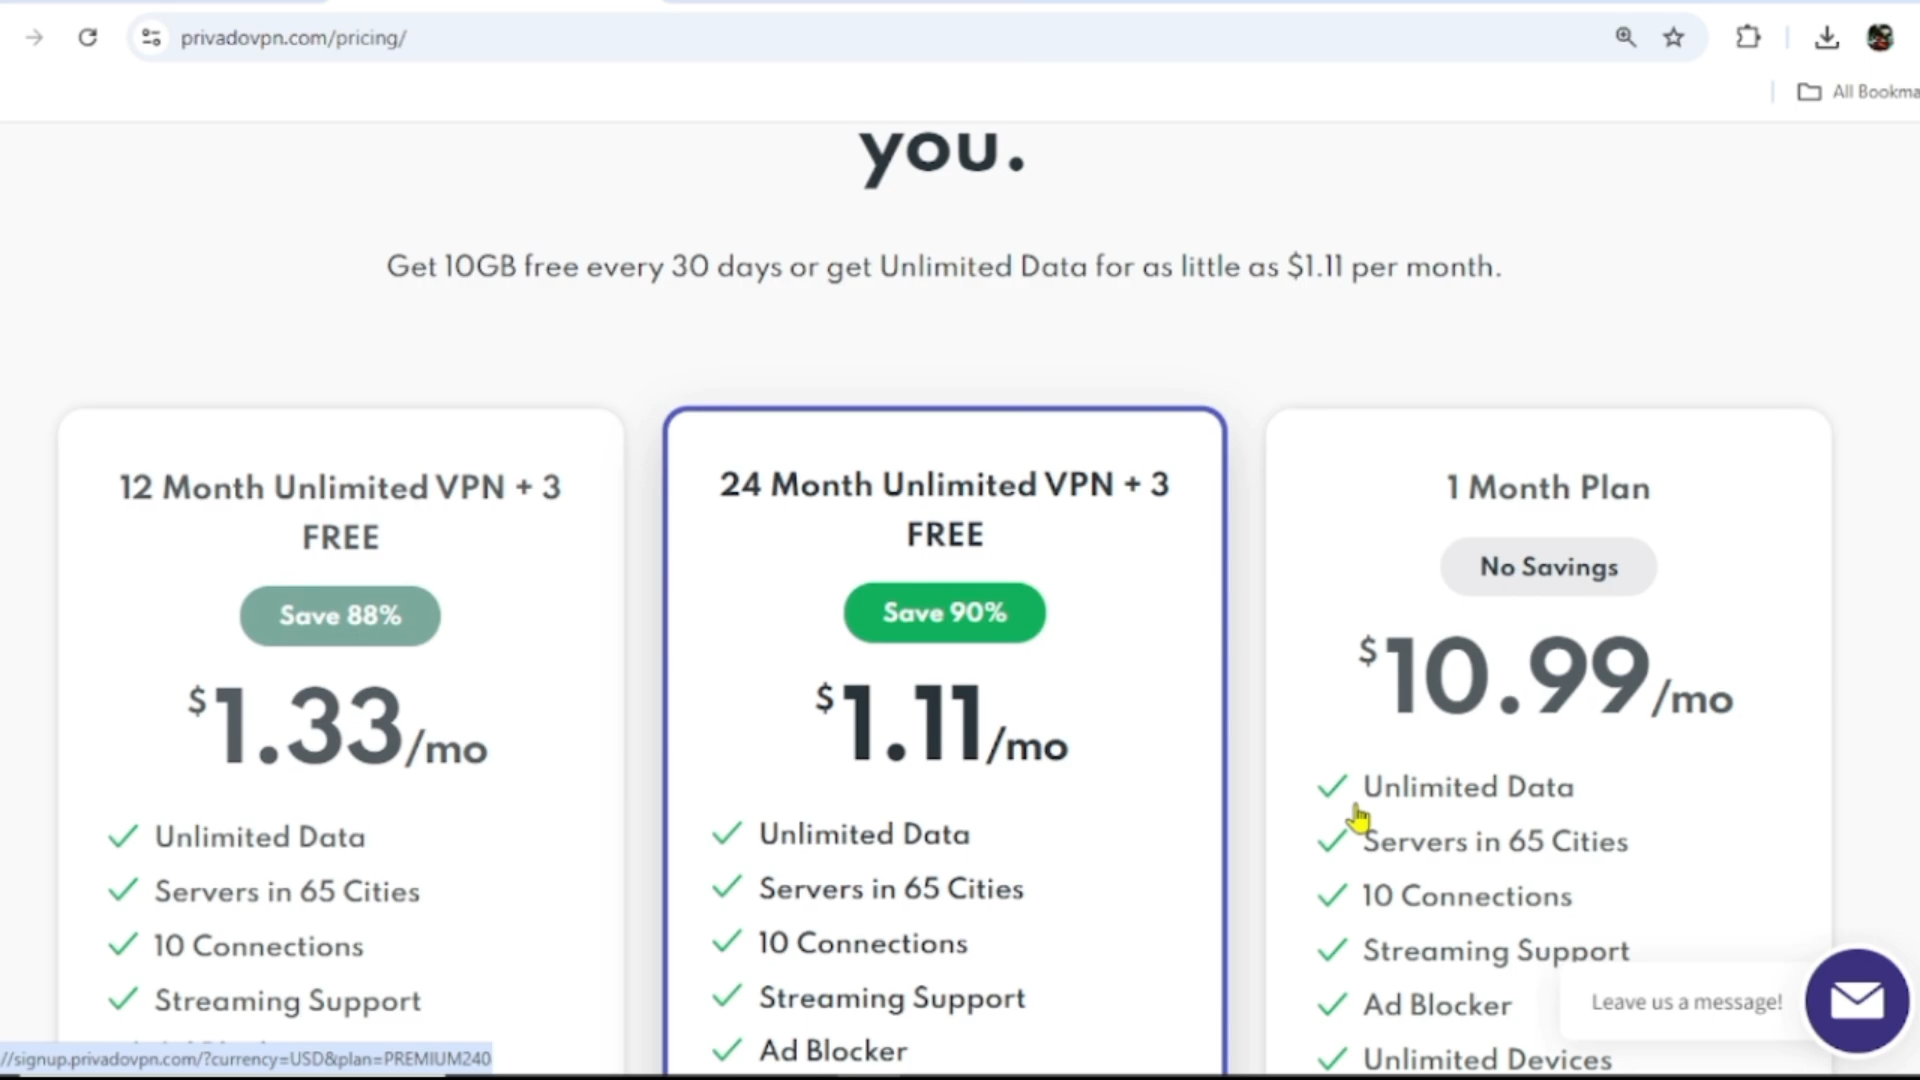 privadovpn.com/pricing/
All Bookma
you.
Get 10GB free every 30 days or get Unlimited Data for as little as $1.11 per month.
12 Month Unlimited VPN + 3
FREE
Save 88%
$1.33/mo
Unlimited Data
Servers in 65 Cities
10 Connections
Streaming Support
24 Month Unlimited VPN + 3
FREE
Save 90%
$1.11/mo
Unlimited Data
Servers in 65 Cities
10 Connections
Streaming Support
Ad Blocker
1 Month Plan
No Savings
$10.99/mo
Unlimited Data
Servers in 65 Cities
10 Connections
Streaming Support
Ad Blocker
Unlimited Devices
Leave us a message!
//signup.privadovpn.com/?currency=USD&plan=PREMIUM240